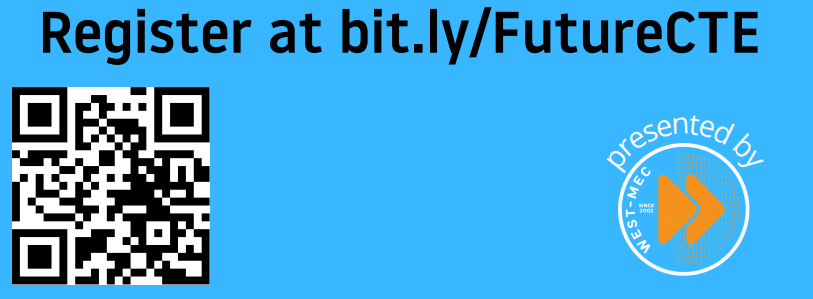 Register at bit.ly/FutureCTE
presented by
WEST-MEC
SINCE
2002